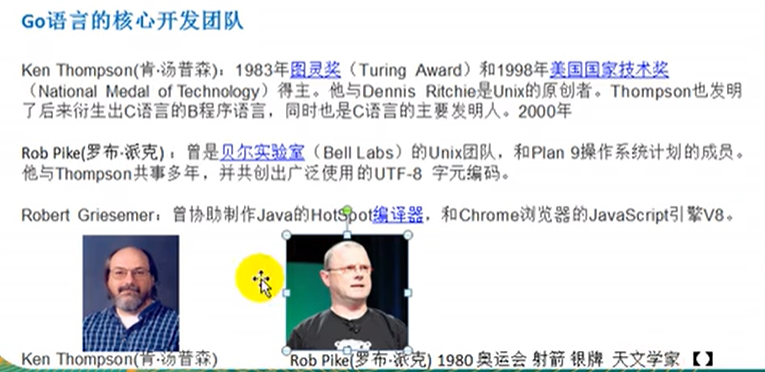 Go语言的核心开发团队
Ken Thompson(肯·汤普森)：1983年图灵奖（Turing Award）和1998年美国国家技术奖
（National Medal of Technology）得主。他与Dennis Ritchie是Unix的原创者。Thompson也发明
了后来衍生出C语言的B程序语言，同时也是C语言的主要发明人。2000年
Rob Pike(罗布·派克)：曾是贝尔实验室（Bell Labs）的Unix团队，和Plan 9操作系统计划的成员。
他与Thompson共事多年，并共创出广泛使用的UTF-8 字元编码。
Robert Griesemer：曾协助制作Java的HotSpot编译器，和Chrome浏览器的JavaScript引擎V8。
Ken Thompson(肯·汤普森)
Rob Pike(罗布·派克) 1980 奥运会 射箭 银牌 天文学家【】